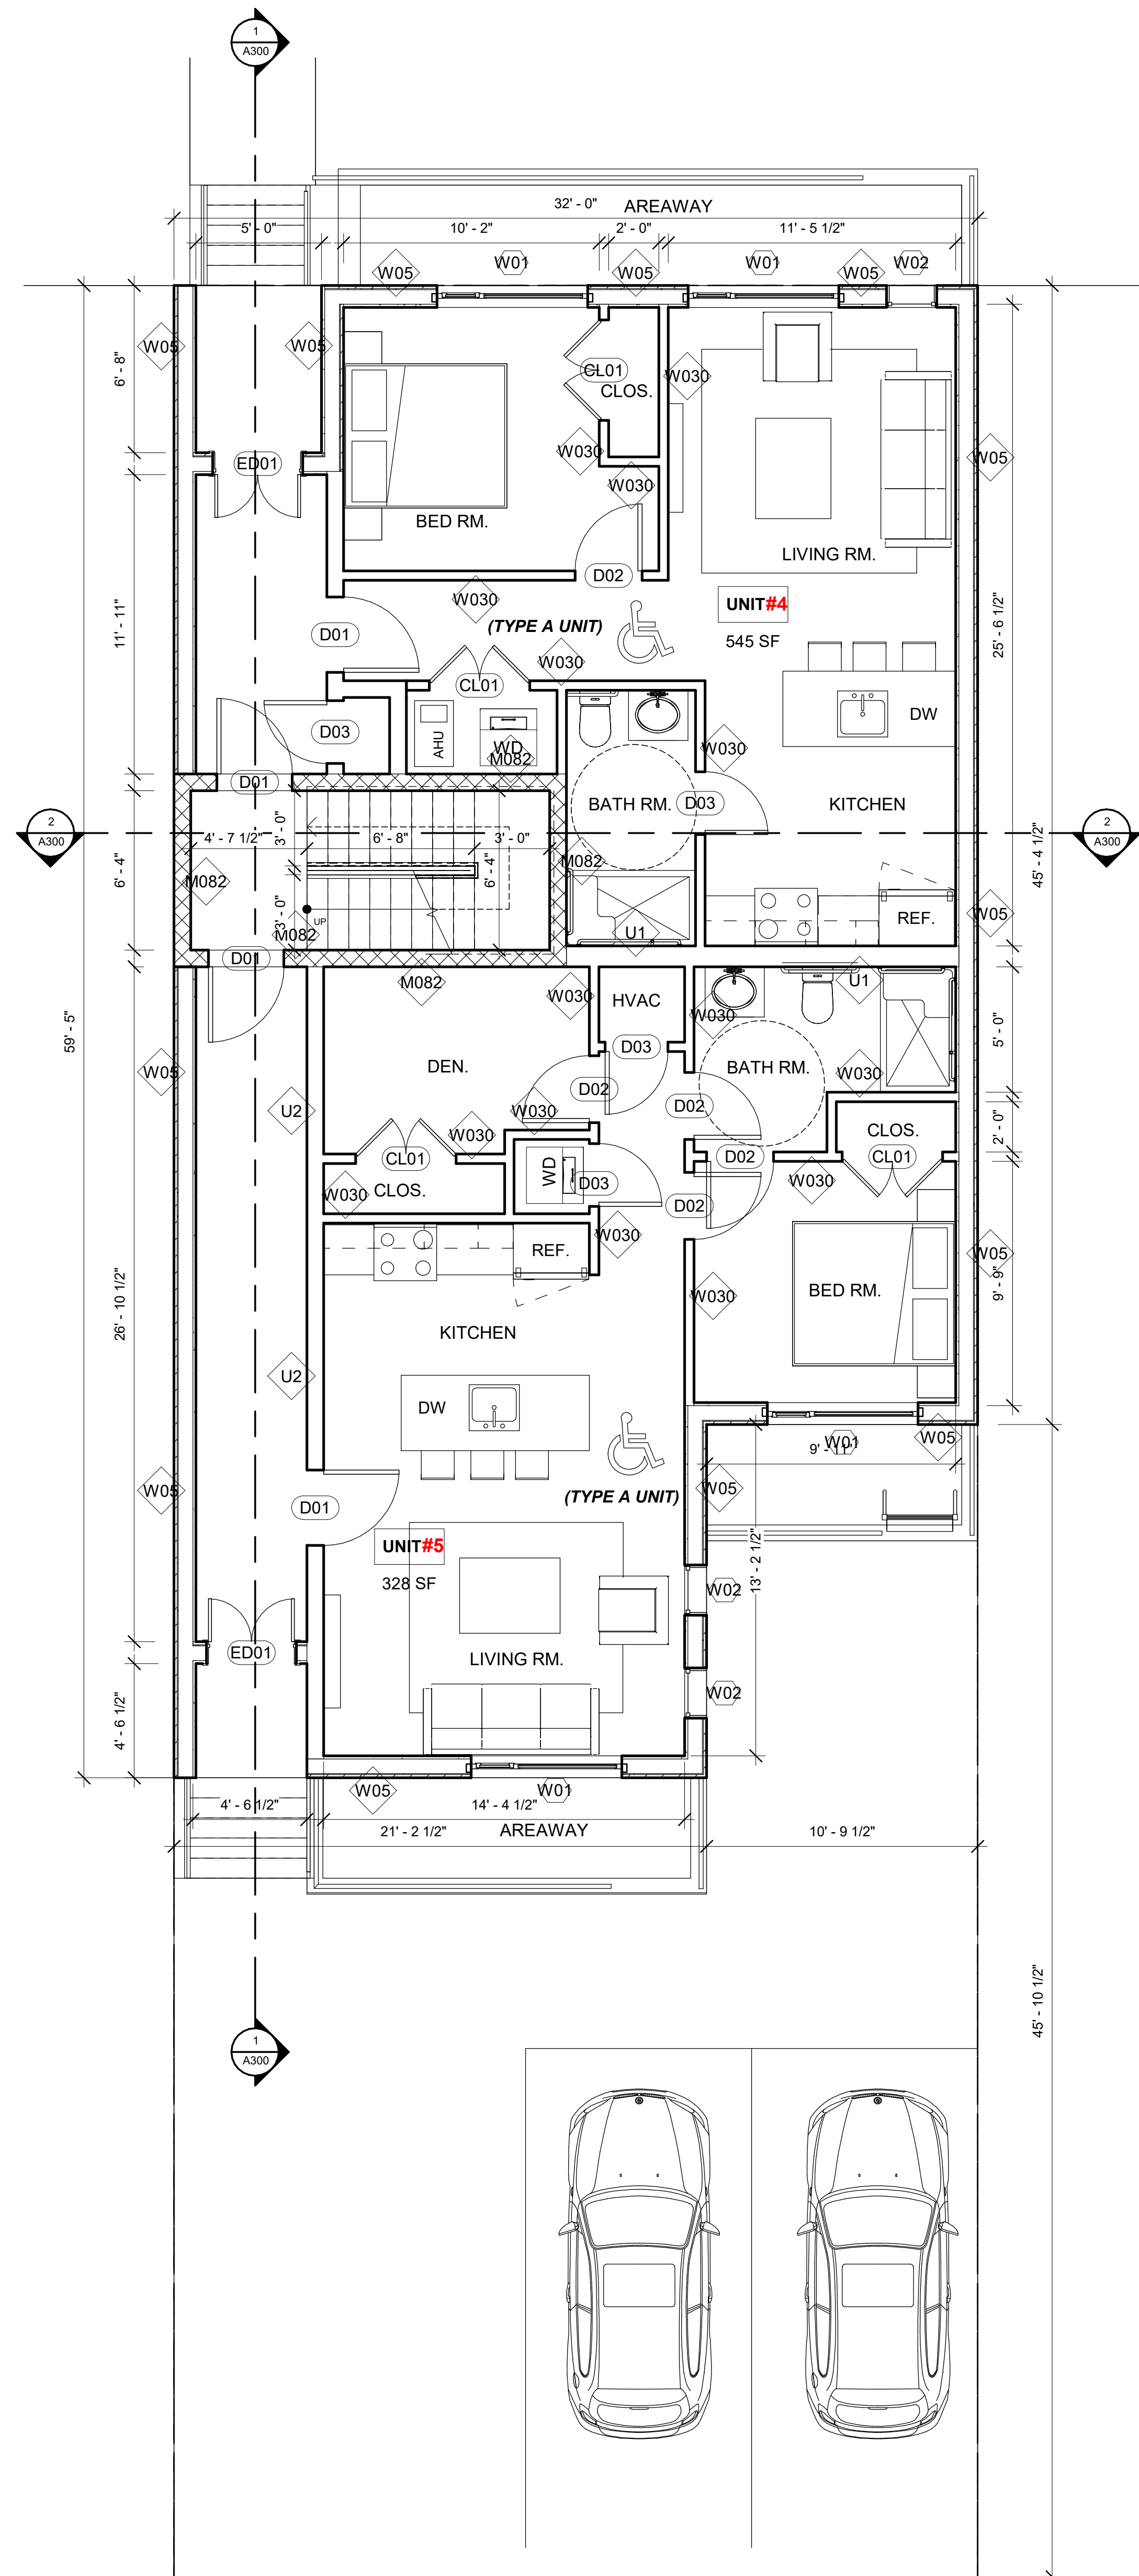 1
A300
32' - 0"
AREAWAY
5' - 0"
10' - 2"
2' - 0"
11' - 5 1/2"
W05
W01
W05
W01
W05
W02
W05
W05
6' - 8"
CL01
CLOS.
W030
ED01
W030
W030
W05
BED RM.
LIVING RM.
D02
W030
UNIT#4
(TYPE A UNIT)
545 SF
D01
11' - 11"
25' - 6 1/2"
W030
CL01
DW
D03
AHU
WD
M082
W030
D01
BATH RM.
D03
KITCHEN
2
A300
4' - 7 1/2"
3' - 0"
6' - 8"
3' - 0"
2
A300
45' - 4 1/2"
6' - 4"
M082
6' - 4"
M082
3' - 0"
UP
M082
U1
REF.
W05
D01
M082
W030
HVAC
W030
U1
59' - 5"
D03
5' - 0"
W05
DEN.
D02
BATH RM.
W030
U2
W030
D02
W030
CLOS.
2' - 0"
CL01
WD
D03
D02
CL01
W030
CLOS.
W030
D02
W030
REF.
W05
9' - 9"
BED RM.
W030
26' - 10 1/2"
KITCHEN
U2
DW
W01
9' - 11"
W05
W05
W05
(TYPE A UNIT)
D01
UNIT#5
328 SF
13' - 2 1/2"
W02
ED01
LIVING RM.
W02
4' - 6 1/2"
W05
W01
4' - 6 1/2"
14' - 4 1/2"
21' - 2 1/2"
AREAWAY
10' - 9 1/2"
45' - 10 1/2"
1
A300